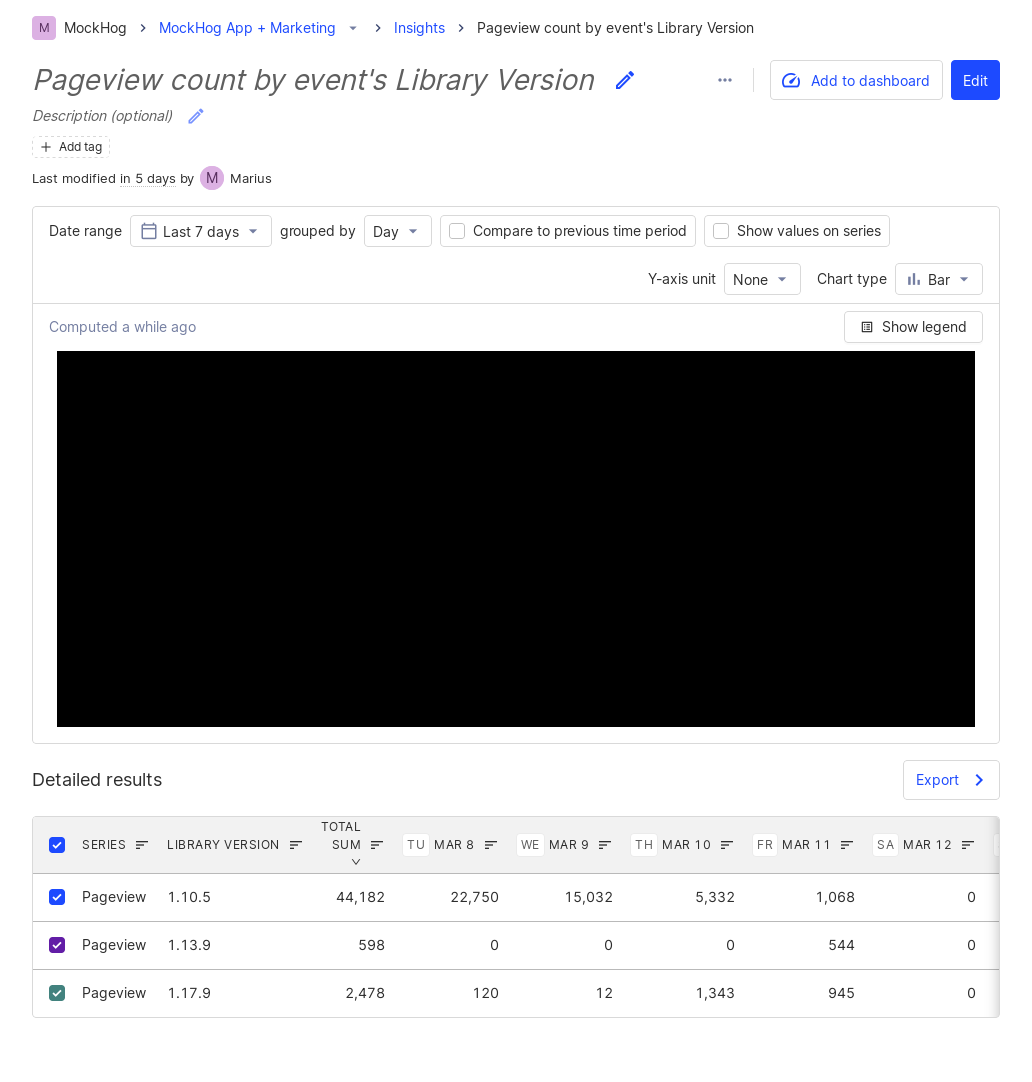 M MockHog MockHog App + Marketing Insights Pageview count by event's Library Version
Pageview count by event's Library Version
Add to dashboard Edit
Description (optional)
Add tag
Last modified in 5 days by M Marius
Date range Last 7 days grouped by Day Compare to previous time period Show values on series
Y-axis unit None Chart type Bar
Computed a while ago Show legend
Detailed results Export
SERIES LIBRARY VERSION TOTAL SUM TU MAR 8 WE MAR 9 TH MAR 10 FR MAR 11 SA MAR 12
Pageview 1.10.5 44,182 22,750 15,032 5,332 1,068 0
Pageview 1.13.9 598 0 0 0 544 0
Pageview 1.17.9 2,478 120 12 1,343 945 0